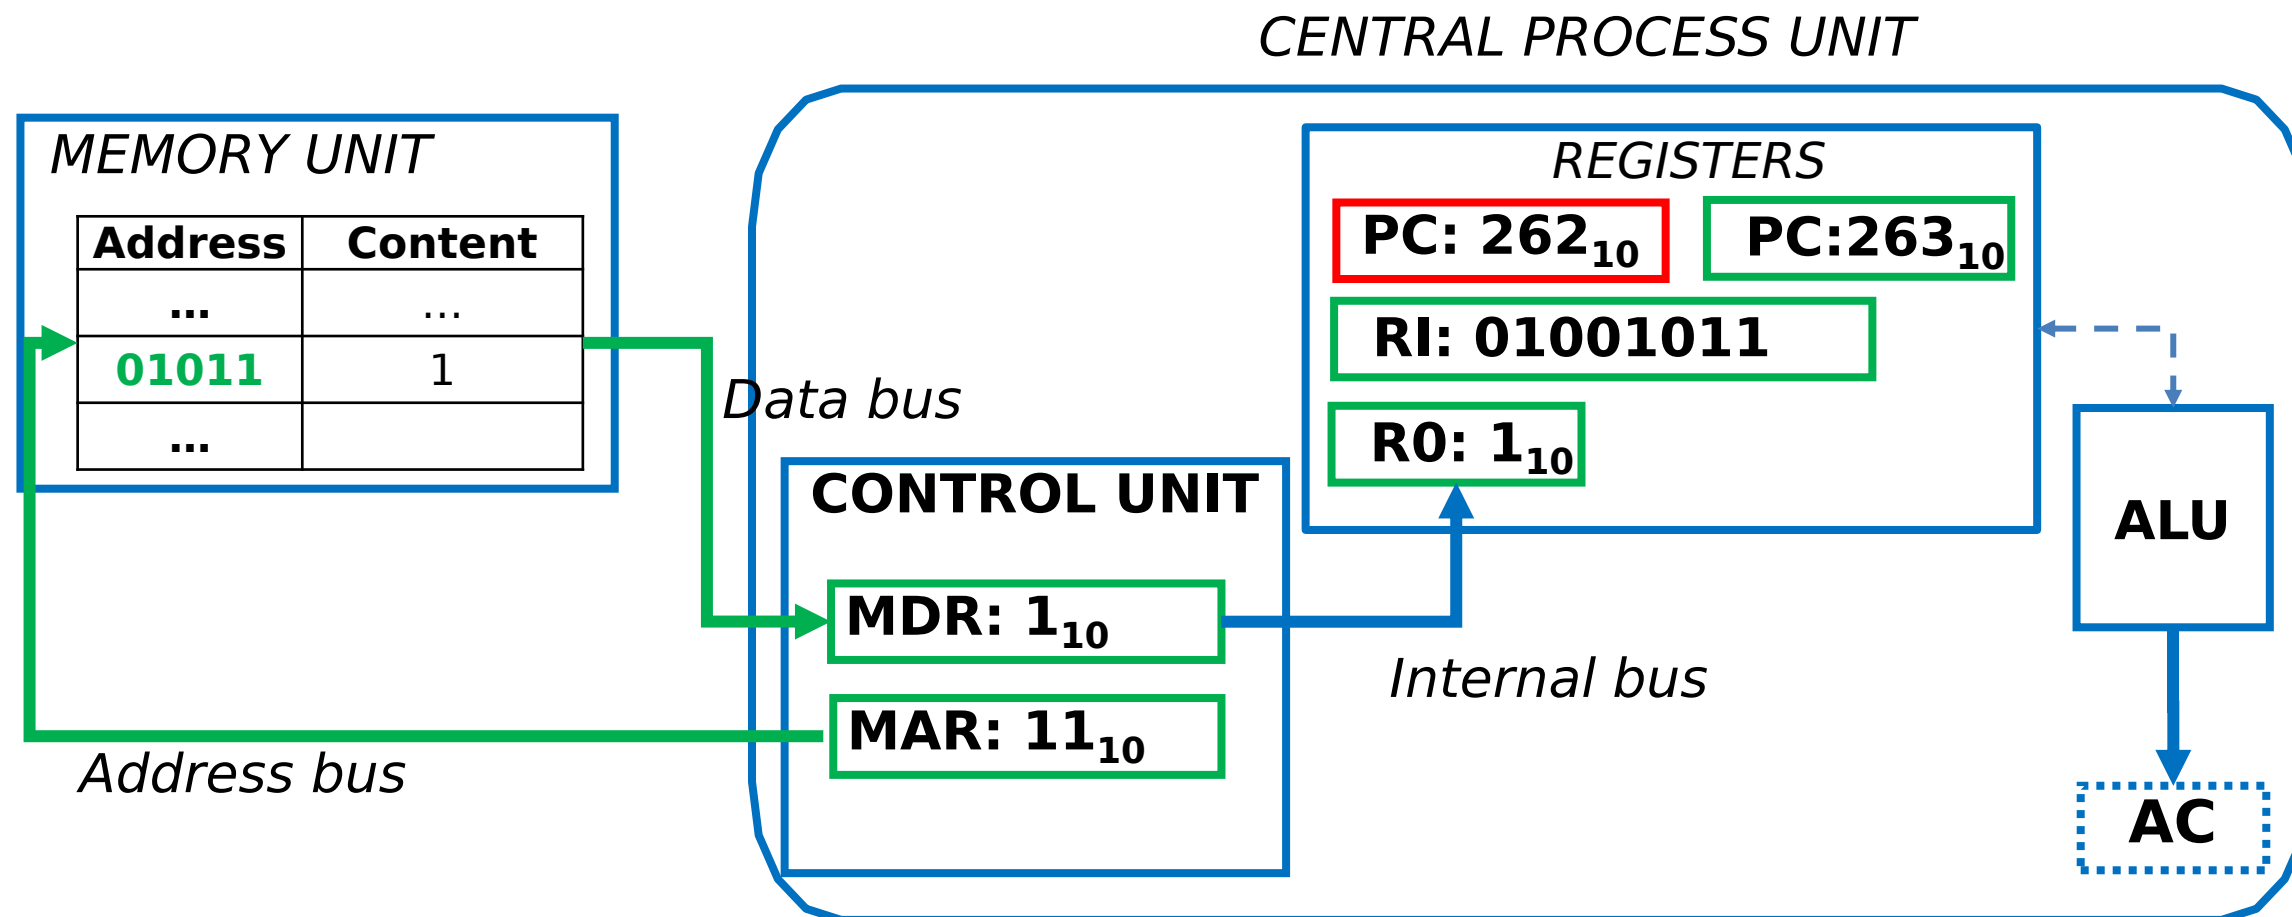 CENTRAL PROCESS UNIT
MEMORY UNIT
Address Content
... ...
01011 1
...
Data bus
REGISTERS
PC: 262₁₀ PC:263₁₀
RI: 01001011
R0: 1₁₀
CONTROL UNIT
MDR: 1₁₀
MAR: 11₁₀
Internal bus
Address bus
ALU
AC